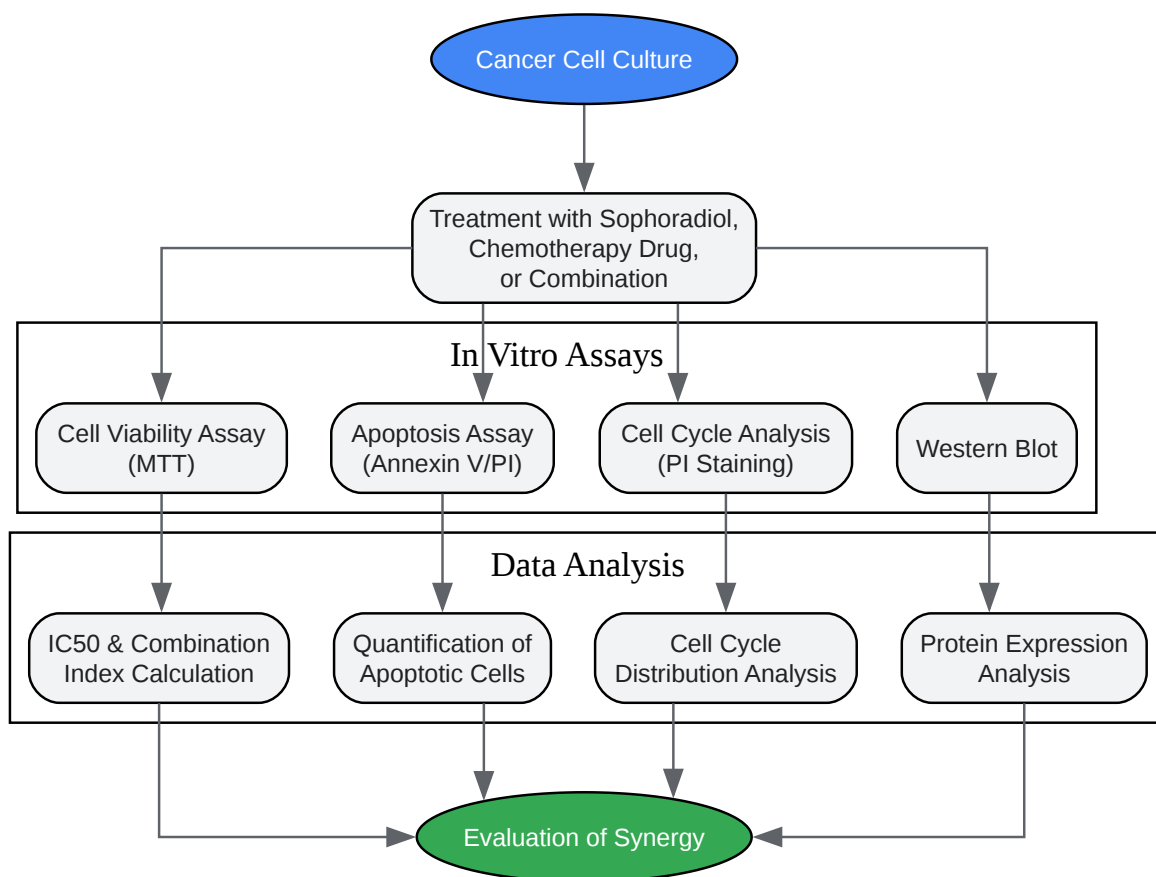 Cancer Cell Culture
Treatment with Sophoradiol,
Chemotherapy Drug,
or Combination
In Vitro Assays
Cell Viability Assay
(MTT)
Apoptosis Assay
(Annexin V/PI)
Cell Cycle Analysis
(PI Staining)
Western Blot
Data Analysis
IC50 & Combination
Index Calculation
Quantification of
Apoptotic Cells
Cell Cycle
Distribution Analysis
Protein Expression
Analysis
Evaluation of Synergy